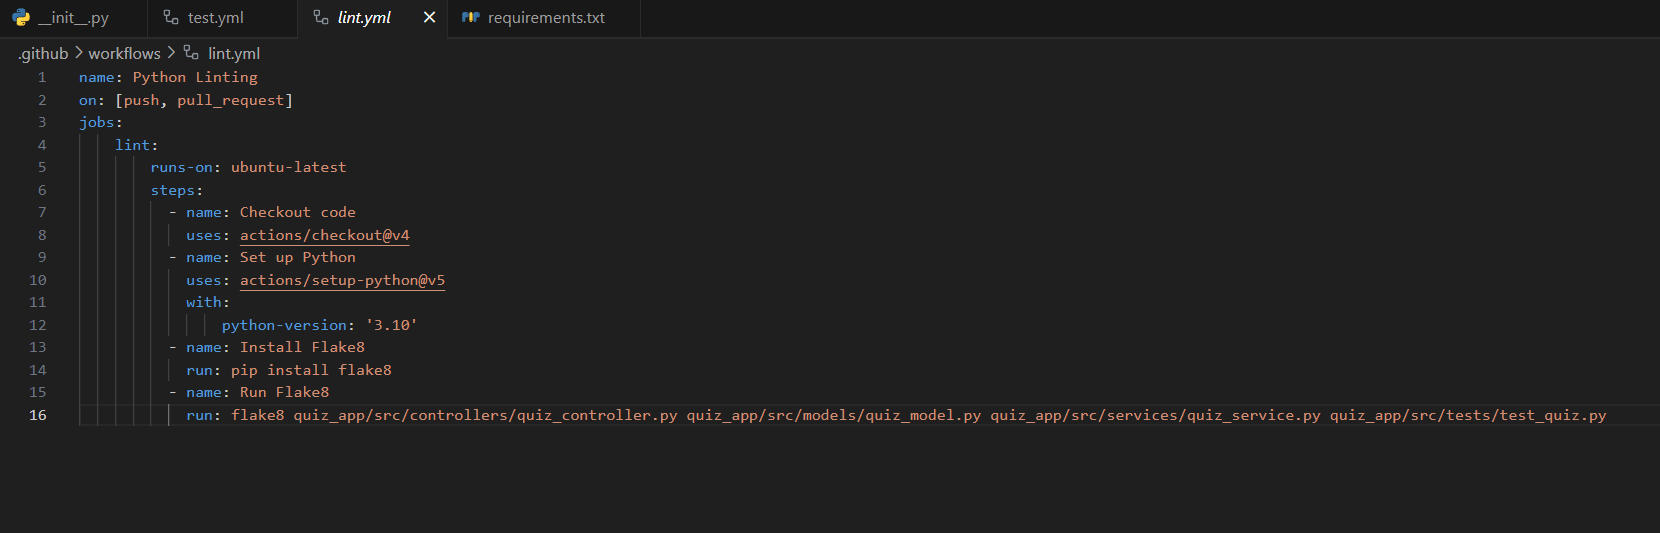 __init__.py test.yml lint.yml requirements.txt
.github > workflows > lint.yml
1 name: Python Linting
2 on: [push, pull_request]
3 jobs:
4 lint:
5 runs-on: ubuntu-latest
6 steps:
7 - name: Checkout code
8 uses: actions/checkout@v4
9 - name: Set up Python
10 uses: actions/setup-python@v5
11 with:
12 python-version: '3.10'
13 - name: Install Flake8
14 run: pip install flake8
15 - name: Run Flake8
16 run: flake8 quiz_app/src/controllers/quiz_controller.py quiz_app/src/models/quiz_model.py quiz_app/src/services/quiz_service.py quiz_app/src/tests/test_quiz.py